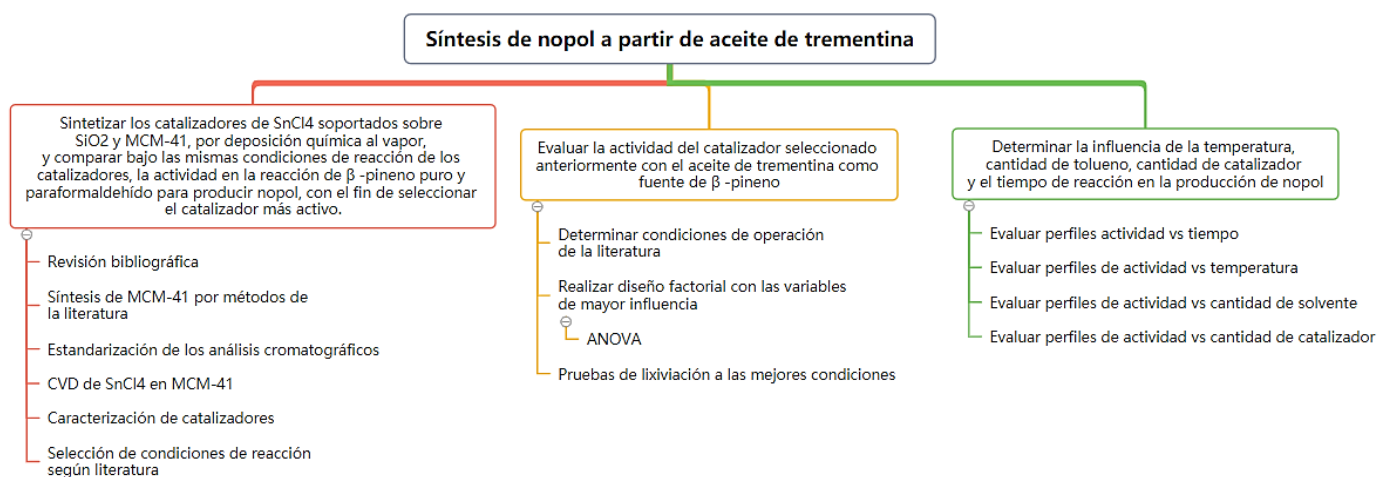 Síntesis de nopol a partir de aceite de trementina
Sintetizar los catalizadores de SnCl4 soportados sobre
SiO2 y MCM-41, por deposición química al vapor,
y comparar bajo las mismas condiciones de reacción de los
catalizadores, la actividad en la reacción de β -pineno puro y
paraformaldehído para producir nopol, con el fin de seleccionar
el catalizador más activo.
Revisión bibliográfica
Síntesis de MCM-41 por métodos de
la literatura
Estandarización de los análisis cromatográficos
CVD de SnCl4 en MCM-41
Caracterización de catalizadores
Selección de condiciones de reacción
según literatura
Evaluar la actividad del catalizador seleccionado
anteriormente con el aceite de trementina como
fuente de β -pineno
Determinar condiciones de operación
de la literatura
Realizar diseño factorial con las variables
de mayor influencia
ANOVA
Pruebas de lixiviación a las mejores condiciones
Determinar la influencia de la temperatura,
cantidad de tolueno, cantidad de catalizador
y el tiempo de reacción en la producción de nopol
Evaluar perfiles actividad vs tiempo
Evaluar perfiles de actividad vs temperatura
Evaluar perfiles de actividad vs cantidad de solvente
Evaluar perfiles de actividad vs cantidad de catalizador